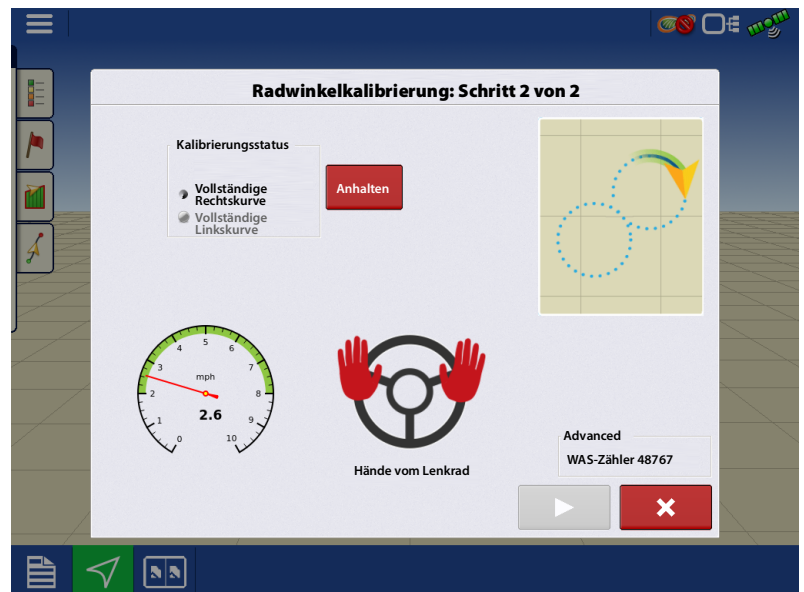 Radwinkelkalibrierung: Schritt 2 von 2
Kalibrierungsstatus
Vollständige
Rechtskurve
Vollständige
Linkskurve
Anhalten
0
1
2
3
4
5
6
7
8
9
10
mph
2.6
Hände vom Lenkrad
Advanced
WAS-Zähler 48767